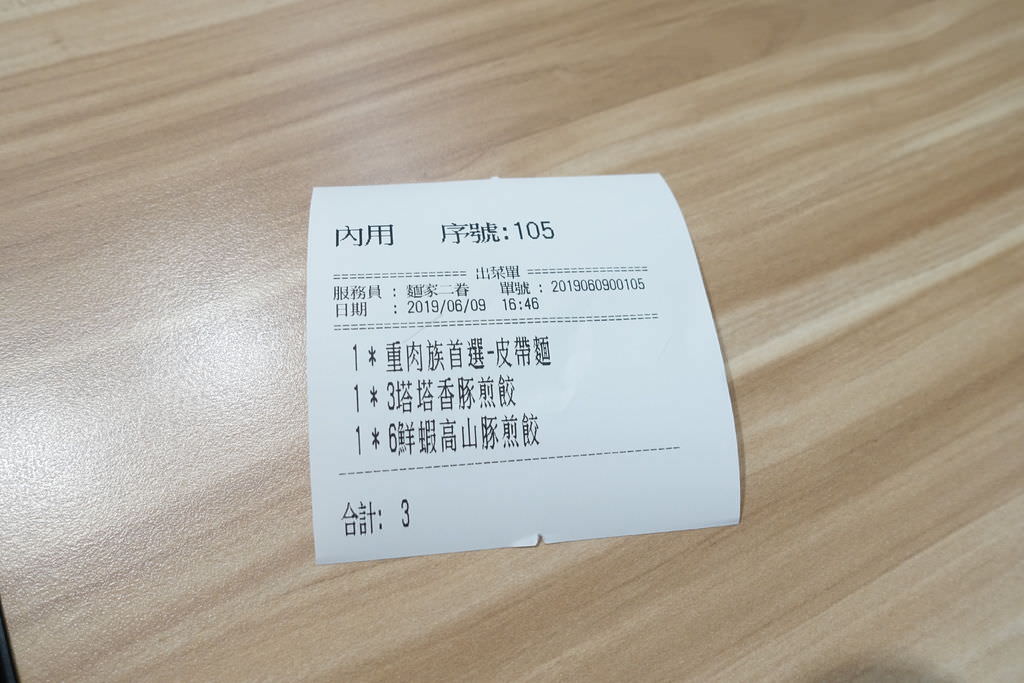 內用 序號:105
================= 出菜單 ===============
服務員 : 麵家二眷 單號 : 2019060900105
日期 : 2019/06/09 16:46
=========================================
1 * 重肉族首選-皮帶麵
1 * 3塔塔香豚煎餃
1 * 6鮮蝦高山豚煎餃
-----------------------------------------
合計: 3